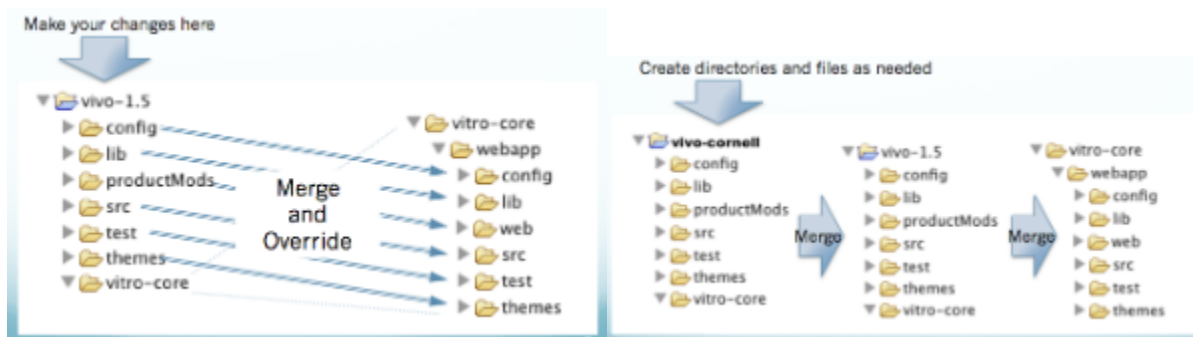 Make your changes here
vivo-1.5
config
lib
productMods
src
test
themes
vitro-core
Merge
and
Override
vitro-core
webapp
config
lib
web
src
test
themes
Create directories and files as needed
vivo-cornell
config
lib
productMods
src
test
themes
vitro-core
Merge
vivo-1.5
config
lib
productMods
src
test
themes
vitro-core
Merge
vitro-core
webapp
config
lib
web
src
test
themes